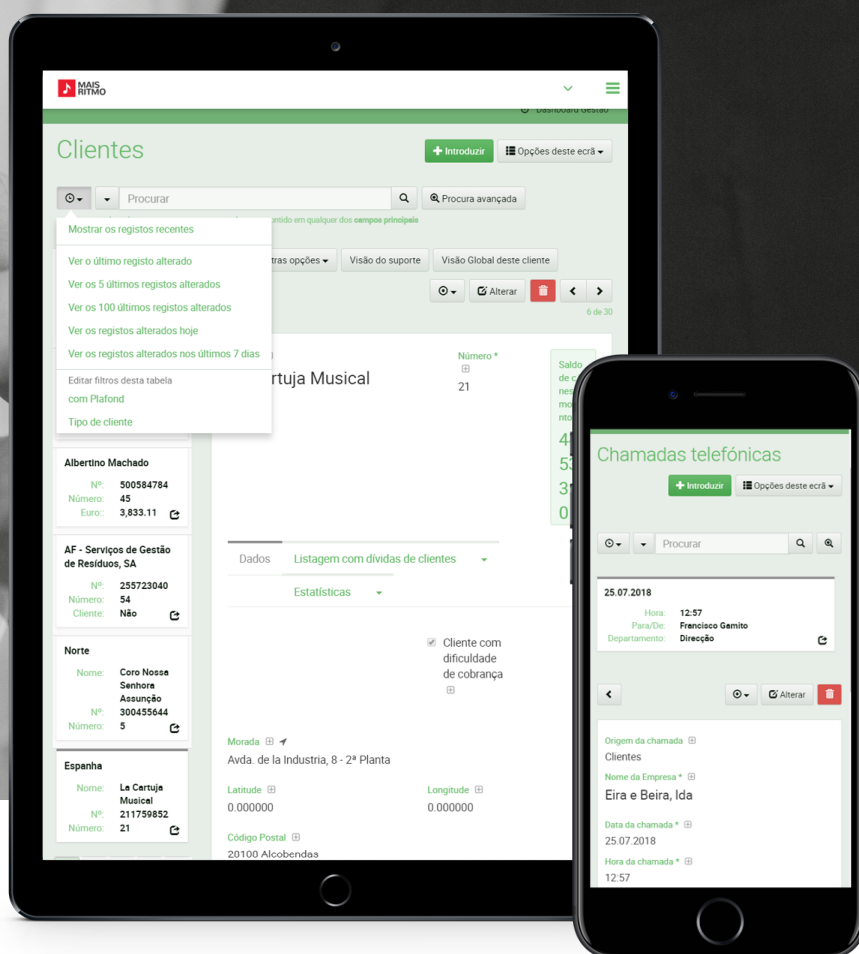 MAIS
RITMO
Dashboard Gestão
Clientes
Introduzir
Opções deste ecrã
Procurar
Procura avançada
ntido em qualquer dos campos principais
Mostrar os registos recentes
Ver o último registo alterado
Ver os 5 últimos registos alterados
Ver os 100 últimos registos alterados
Ver os registos alterados hoje
Ver os registos alterados nos últimos 7 dias
Editar filtros desta tabela
com Plafond
Tipo de cliente
tras opções
Visão do suporte
Visão Global deste cliente
Alterar
6 de 30
rtuja Musical
Número *
21
Saldo
de c
nes
mo
nto
4
5
3
0
Albertino Machado
Nº: 500584784
Número: 45
Euro:: 3,833.11
AF - Serviços de Gestão
de Resíduos, SA
Nº: 255723040
Número: 54
Cliente: Não
Norte
Nome: Coro Nossa
Senhora
Assunção
Nº: 300455644
Número: 5
Espanha
Nome: La Cartuja
Musical
Nº: 211759852
Número: 21
Dados
Listagem com dívidas de clientes
Estatísticas
Cliente com
dificuldade
de cobrança
Morada
Avda. de la Industria, 8 - 2ª Planta
Latitude
0.000000
Longitude
0.000000
Código Postal
20100 Alcobendas
Chamadas telefónicas
Introduzir
Opções deste ecrã
Procurar
25.07.2018
Hora: 12:57
Para/De: Francisco Gamito
Departamento: Direcção
Alterar
Origem da chamada
Clientes
Nome da Empresa *
Eira e Beira, lda
Data da chamada *
25.07.2018
Hora da chamada *
12:57